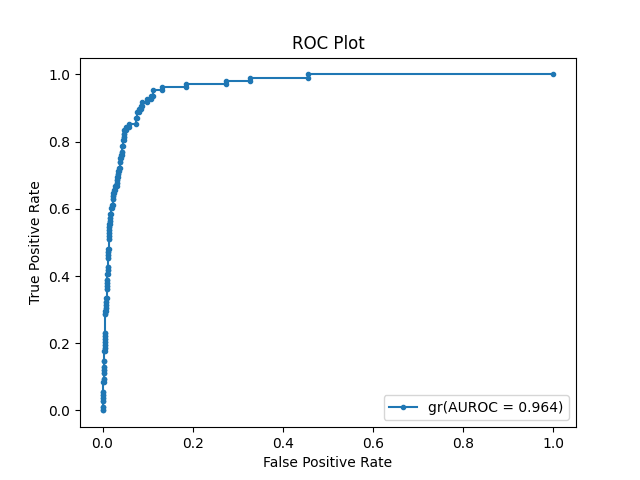 ROC Plot
True Positive Rate
1.0
0.8
0.6
0.4
0.2
0.0
0.0 0.2 0.4 0.6 0.8 1.0
False Positive Rate
gr(AUROC = 0.964)